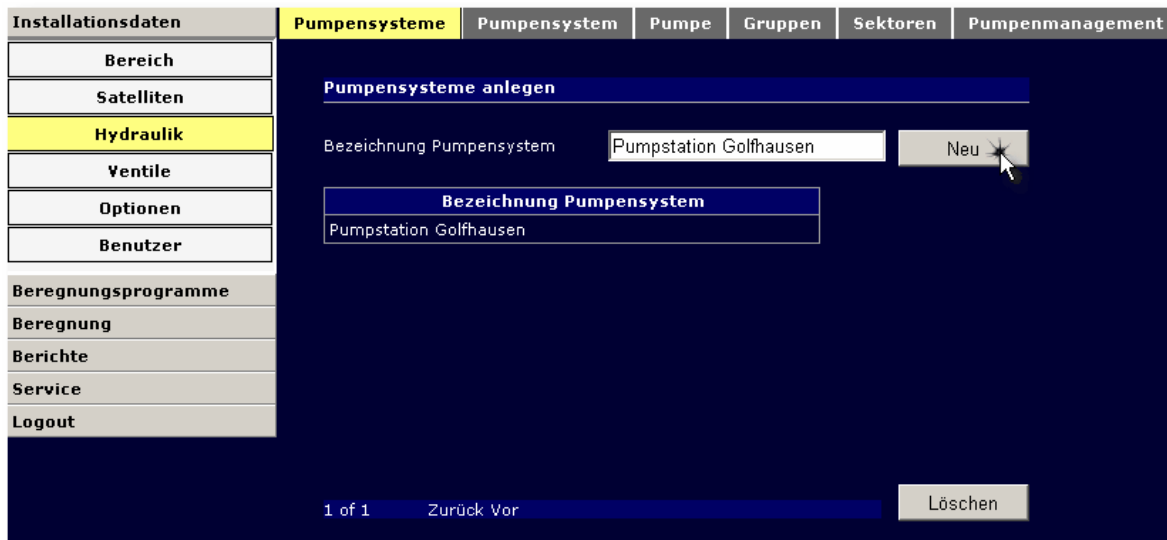 Installationsdaten
Bereich
Satelliten
Hydraulik
Ventile
Optionen
Benutzer
Beregnungsprogramme
Beregnung
Berichte
Service
Logout
Pumpensysteme Pumpensystem Pumpe Gruppen Sektoren Pumpenmanagement
Pumpensysteme anlegen
Bezeichnung Pumpensystem Pumpstation Golfhausen Neu
Bezeichnung Pumpensystem
Pumpstation Golfhausen
1 of 1 Zurück Vor Löschen